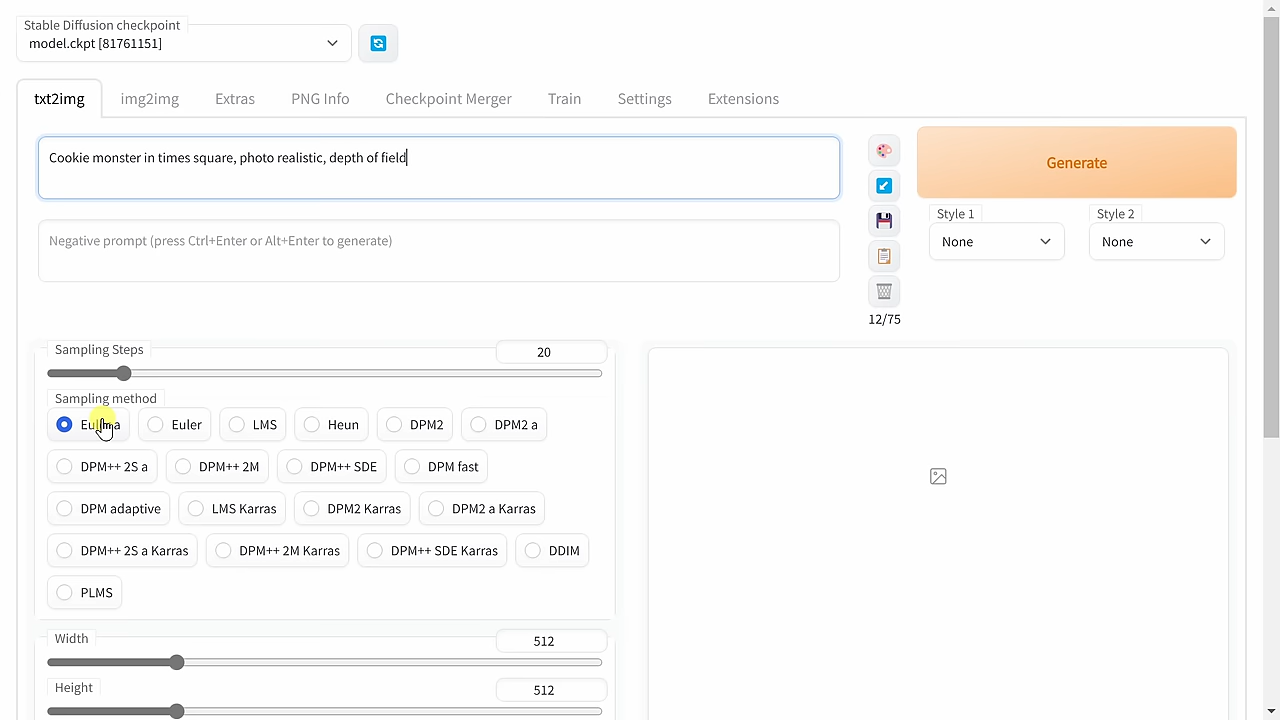 Stable Diffusion checkpoint
model.ckpt [81761151]
txt2img img2img Extras PNG Info Checkpoint Merger Train Settings Extensions
Cookie monster in times square, photo realistic, depth of field
Generate
Style 1 Style 2
None None
Negative prompt (press Ctrl+Enter or Alt+Enter to generate)
12/75
Sampling Steps 20
Sampling method
Euler LMS Heun DPM2 DPM2 a
DPM++ 2S a DPM++ 2M DPM++ SDE DPM fast
DPM adaptive LMS Karras DPM2 Karras DPM2 a Karras
DPM++ 2S a Karras DPM++ 2M Karras DPM++ SDE Karras DDIM
PLMS
Width 512
Height 512